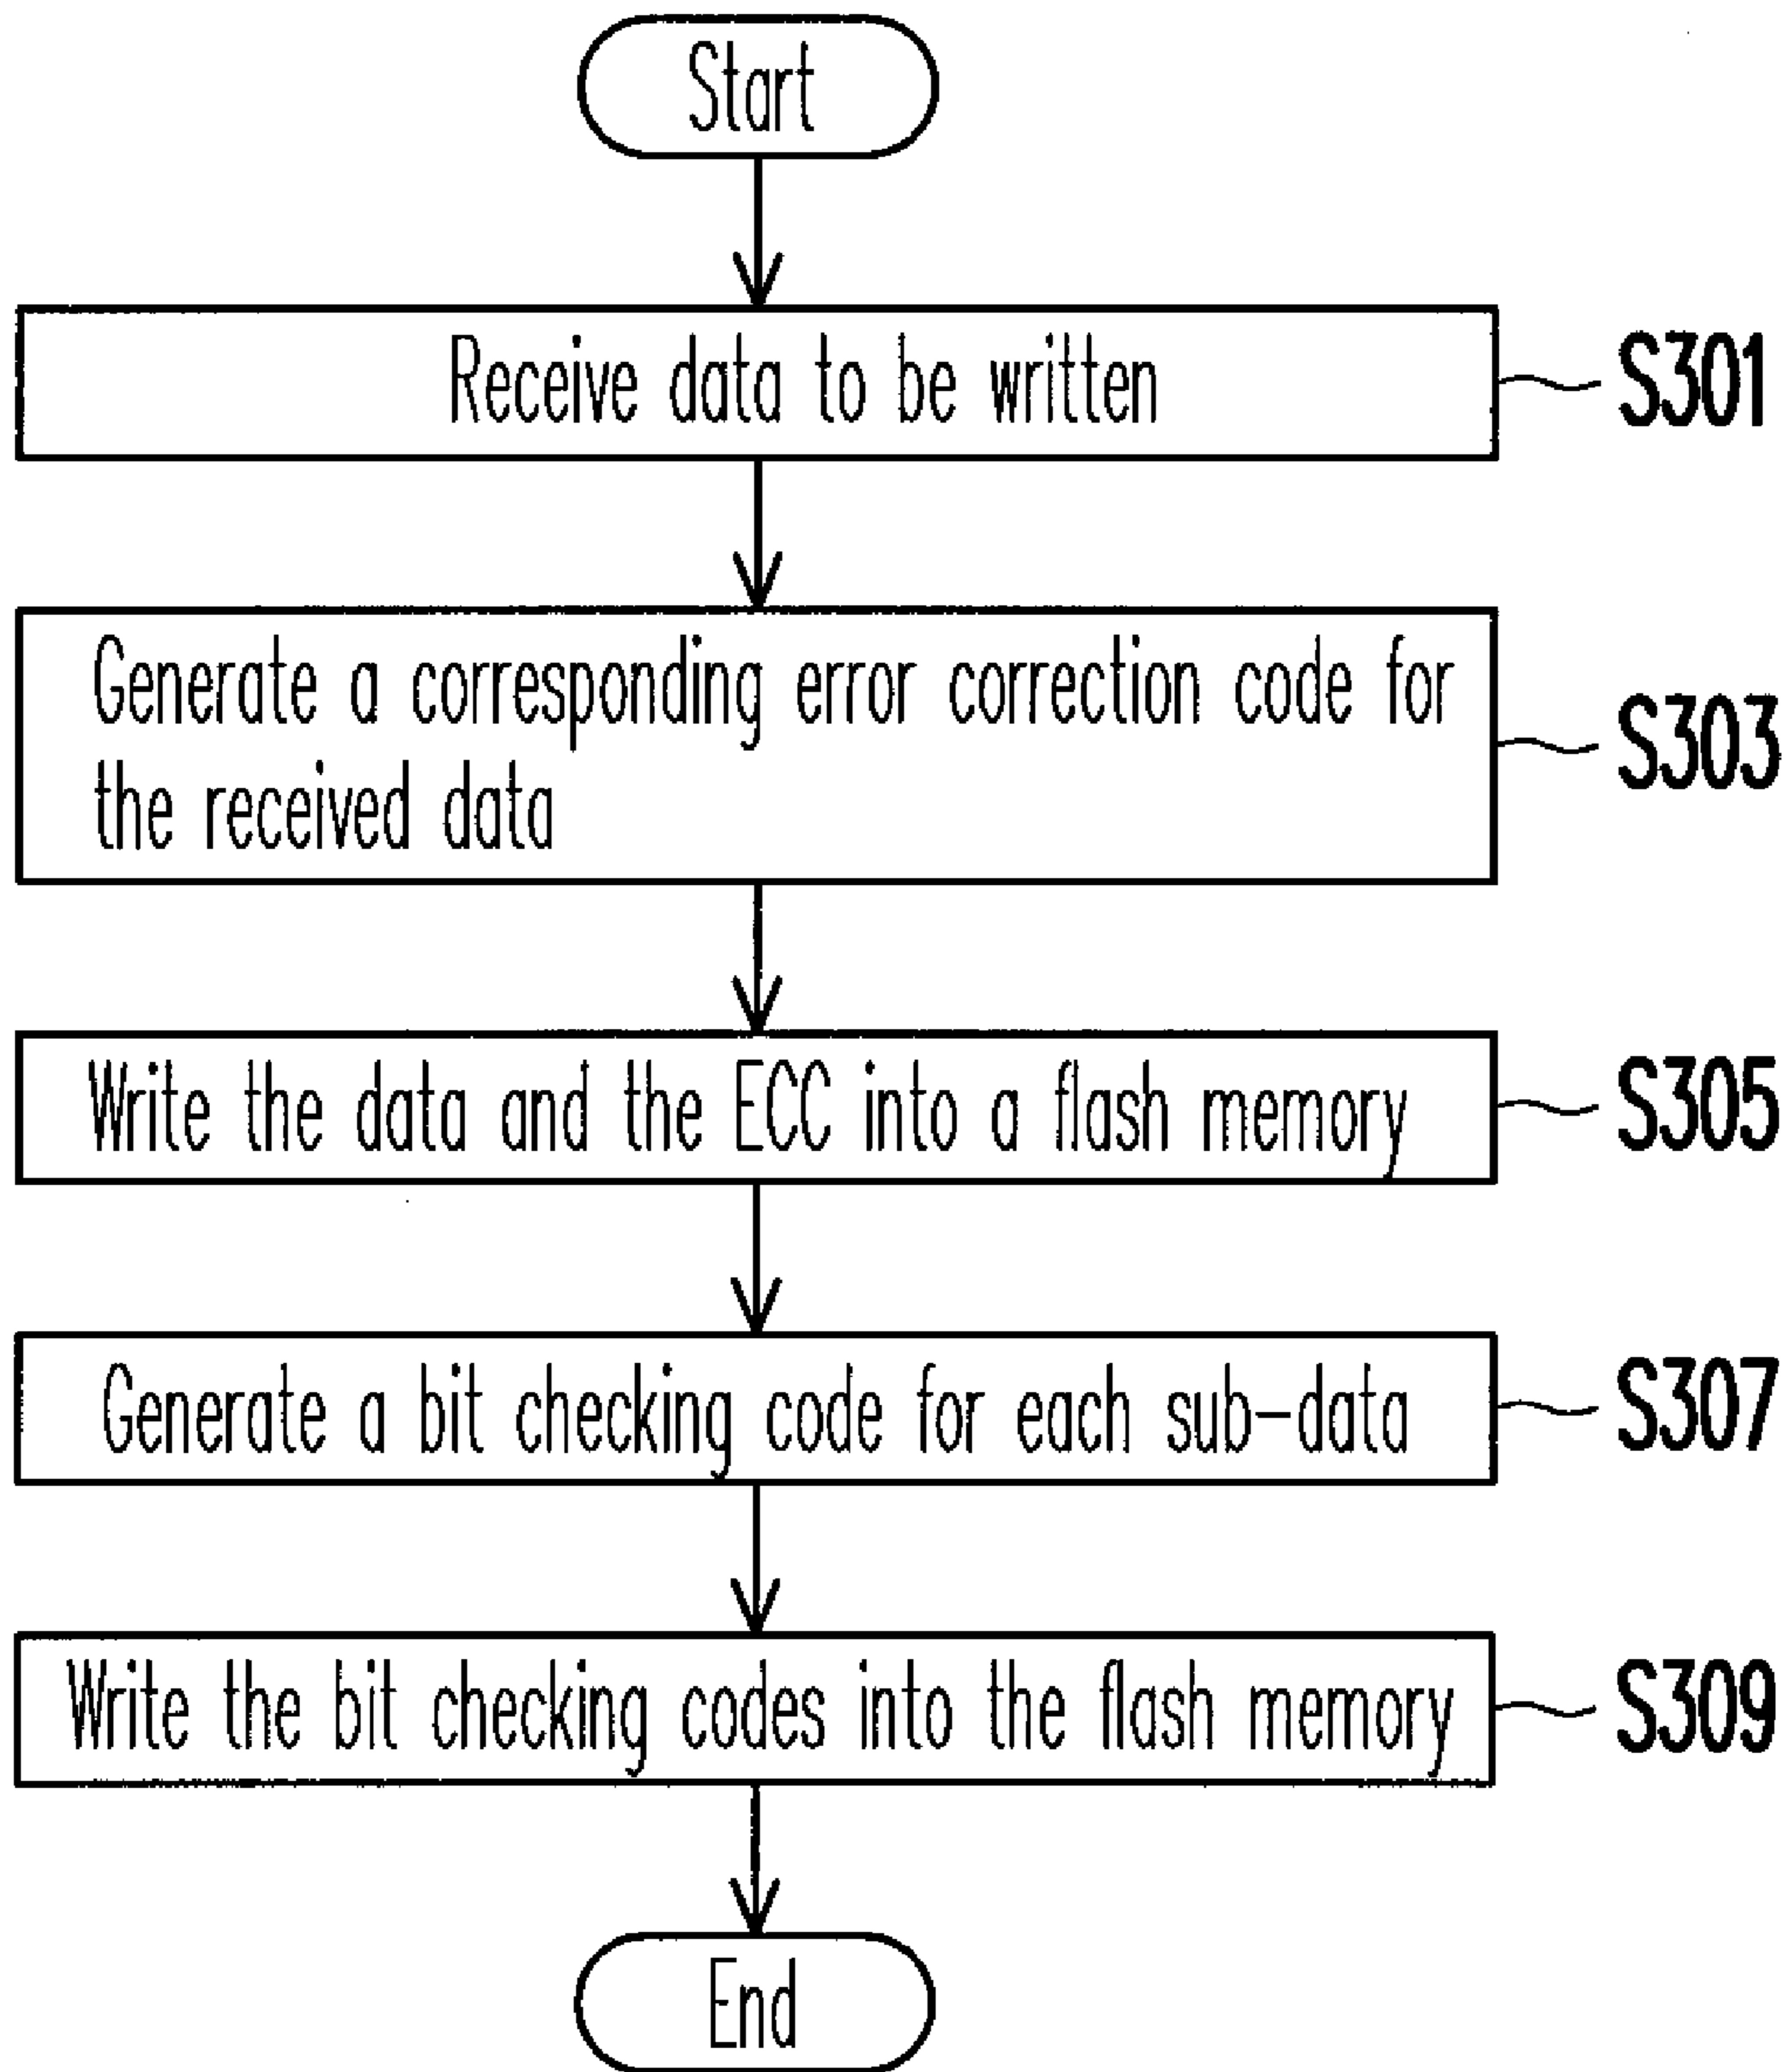 Start
Receive data to be written
S301
Generate a corresponding error correction code for
the received data
S303
Write the data and the ECC into a flash memory
S305
Generate a bit checking code for each sub-data
S307
Write the bit checking codes into the flash memory
S309
End